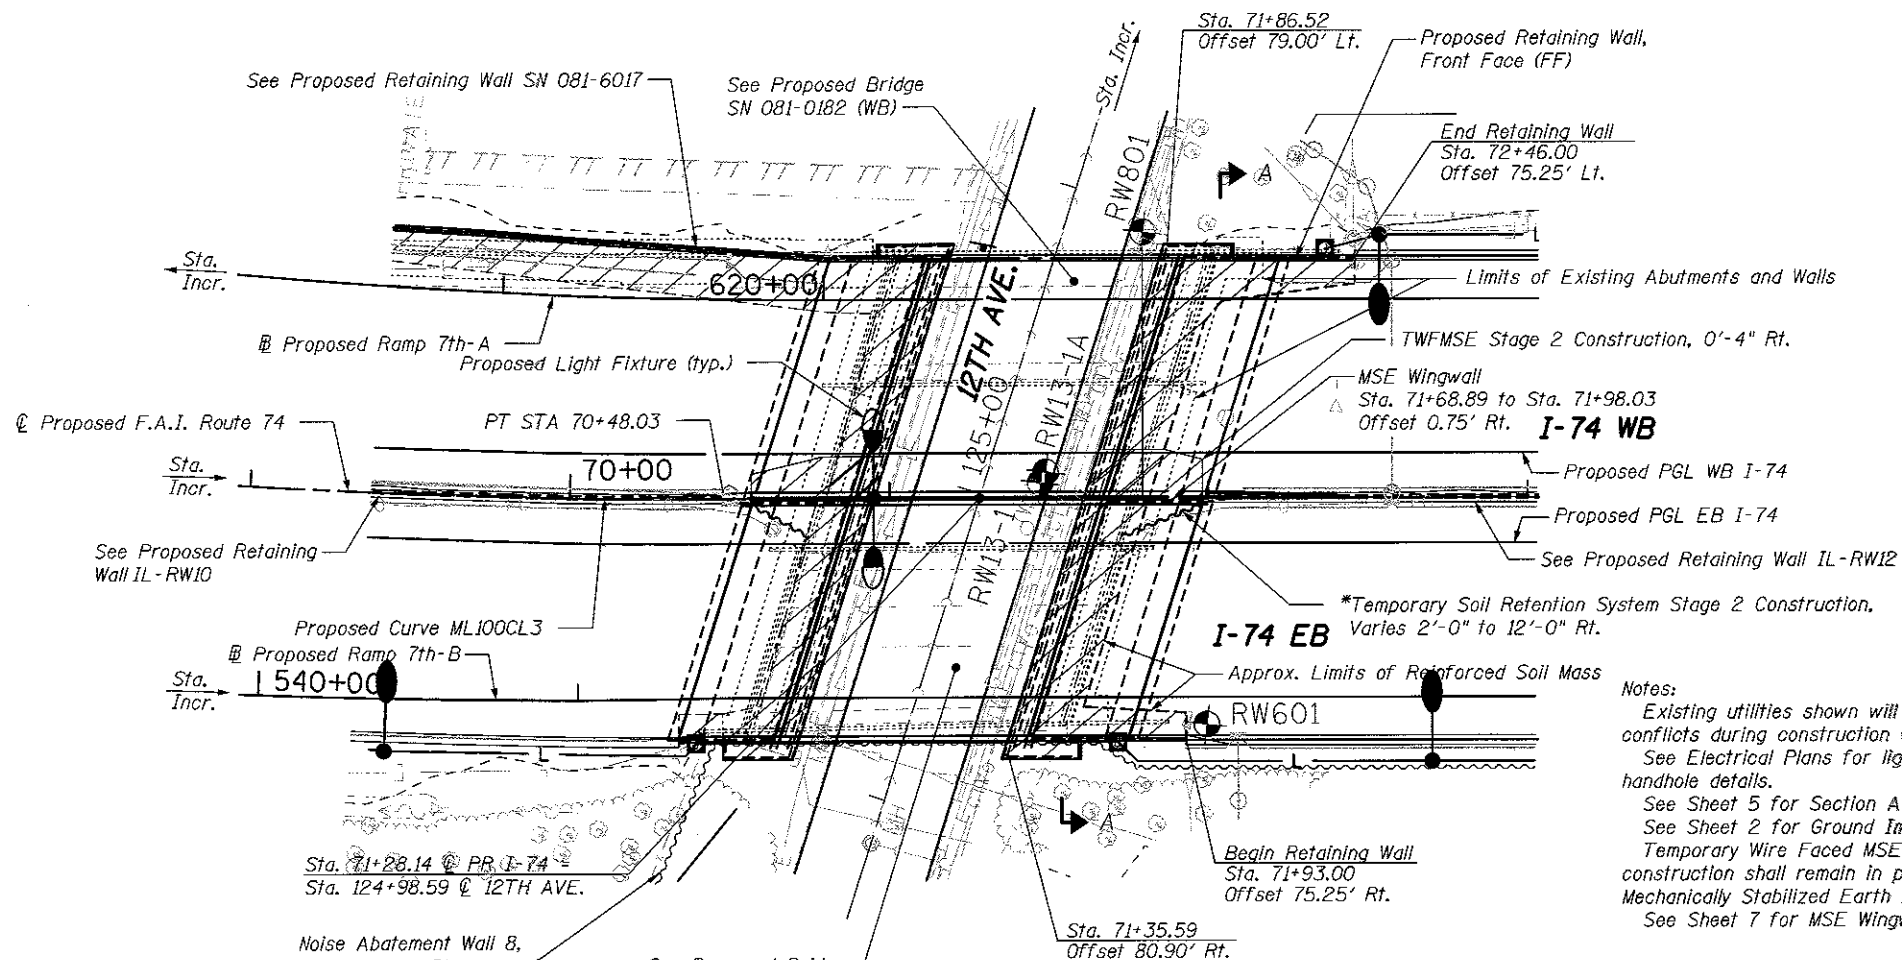 Sta. 71+86.52
Offset 79.00' Lt.
Proposed Retaining Wall,
Front Face (FF)
See Proposed Retaining Wall SN 081-6017
See Proposed Bridge
SN 081-0182 (WB)
Sta. Incr.
End Retaining Wall
Sta. 72+46.00
Offset 75.25' Lt.
A
RW801
Sta.
Incr.
620+00
Limits of Existing Abutments and Walls
12TH AVE.
TWFMSE Stage 2 Construction, 0'-4" Rt.
℄ Proposed Ramp 7th-A
Proposed Light Fixture (typ.)
MSE Wingwall
Sta. 71+68.89 to Sta. 71+98.03
Offset 0.75' Rt.
I-74 WB
RW13-1A
125+00
℄ Proposed F.A.I. Route 74
PT STA 70+48.03
Sta.
Incr.
70+00
Proposed PGL WB I-74
Proposed PGL EB I-74
See Proposed Retaining
Wall IL-RW10
RW13-1
See Proposed Retaining Wall IL-RW12
*Temporary Soil Retention System Stage 2 Construction.
Varies 2'-0" to 12'-0" Rt.
Proposed Curve ML100CL3
I-74 EB
Proposed Ramp 7th-B
Sta.
Incr.
1540+00
Approx. Limits of Reinforced Soil Mass
RW601
Notes:
Existing utilities shown will
conflicts during construction
See Electrical Plans for lig
handhole details.
See Sheet 5 for Section A
See Sheet 2 for Ground Im
Temporary Wire Faced MSE
construction shall remain in p
Mechanically Stabilized Earth
See Sheet 7 for MSE Wingw
A
Sta. 71+28.14 ℄ PR I-74 =
Sta. 124+98.59 ℄ 12TH AVE.
Begin Retaining Wall
Sta. 71+93.00
Offset 75.25' Rt.
Sta. 71+35.59
Offset 80.90' Rt.
Noise Abatement Wall 8,